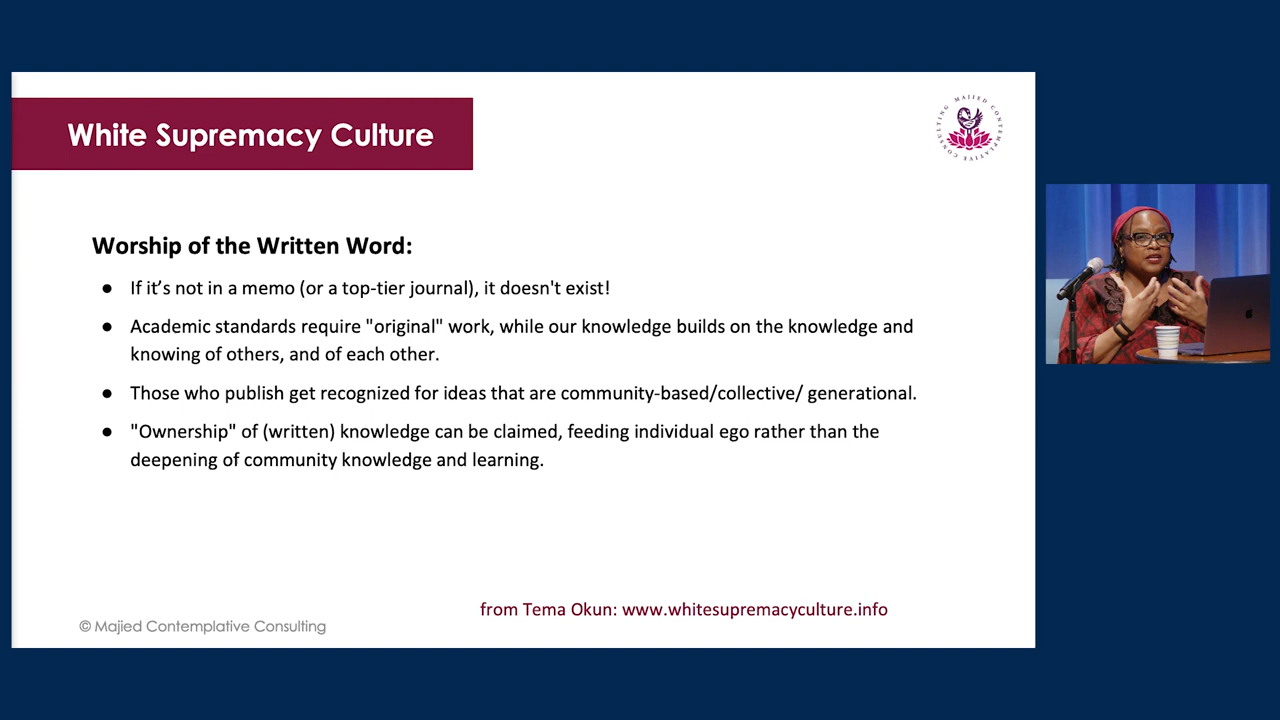 White Supremacy Culture
MAJIED CONTEMPLATIVE CONSULTING
Worship of the Written Word:
● If it’s not in a memo (or a top-tier journal), it doesn't exist!
● Academic standards require "original" work, while our knowledge builds on the knowledge and
knowing of others, and of each other.
● Those who publish get recognized for ideas that are community-based/collective/ generational.
● "Ownership" of (written) knowledge can be claimed, feeding individual ego rather than the
deepening of community knowledge and learning.
from Tema Okun: www.whitesupremacyculture.info
© Majied Contemplative Consulting